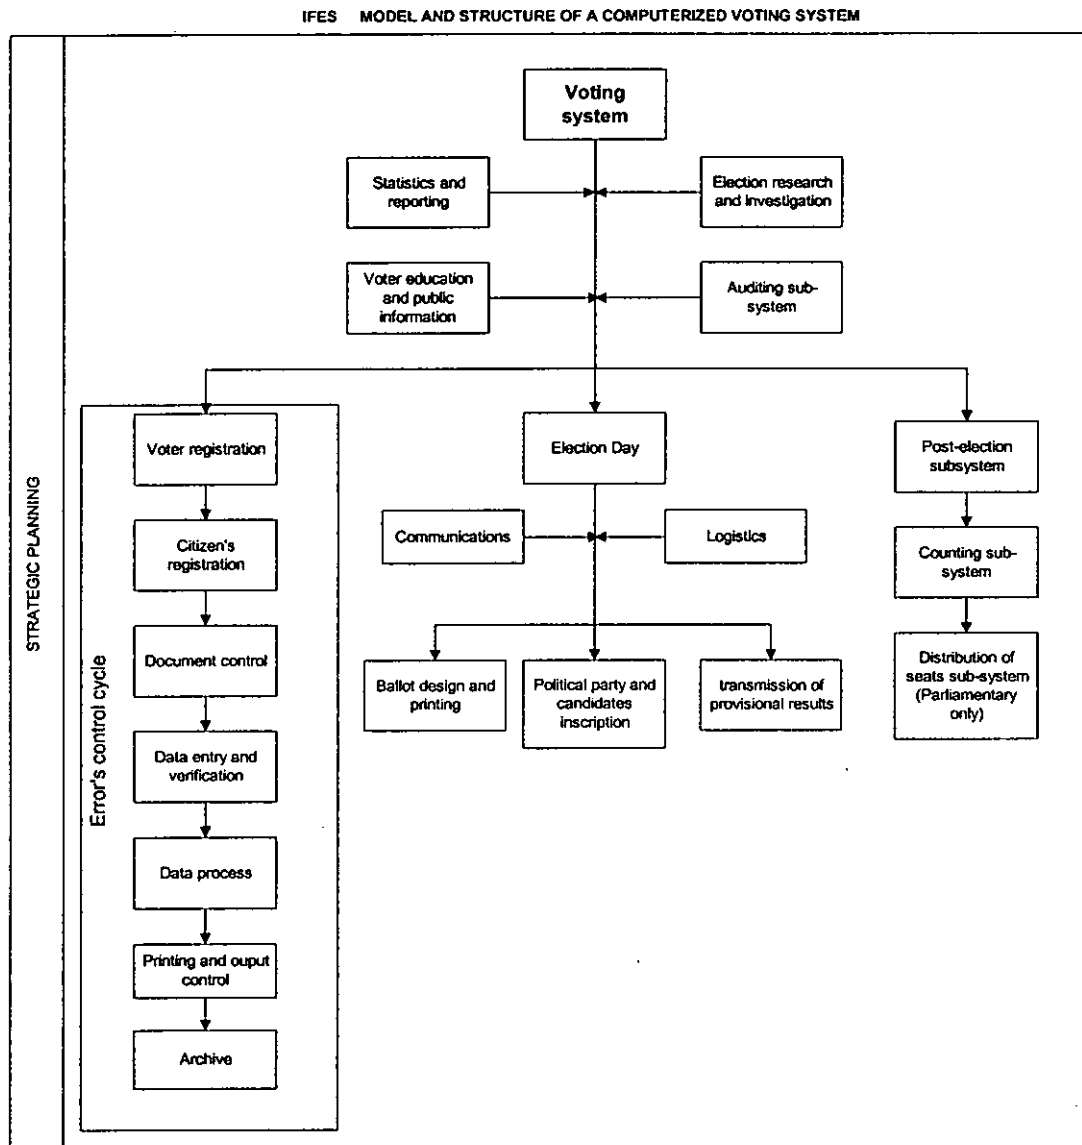 IFES MODEL AND STRUCTURE OF A COMPUTERIZED VOTING SYSTEM
STRATEGIC PLANNING
Voting
system
Statistics and
reporting
Election research
and investigation
Voter education
and public
information
Auditing sub-
system
Error's control cycle
Voter registration
Citizen's
registration
Document control
Data entry and
verification
Data process
Printing and ouput
control
Archive
Election Day
Communications
Logistics
Ballot design and
printing
Political party and
candidates
inscription
transmission of
provisional results
Post-election
subsystem
Counting sub-
system
Distribution of
seats sub-system
(Parliamentary
only)